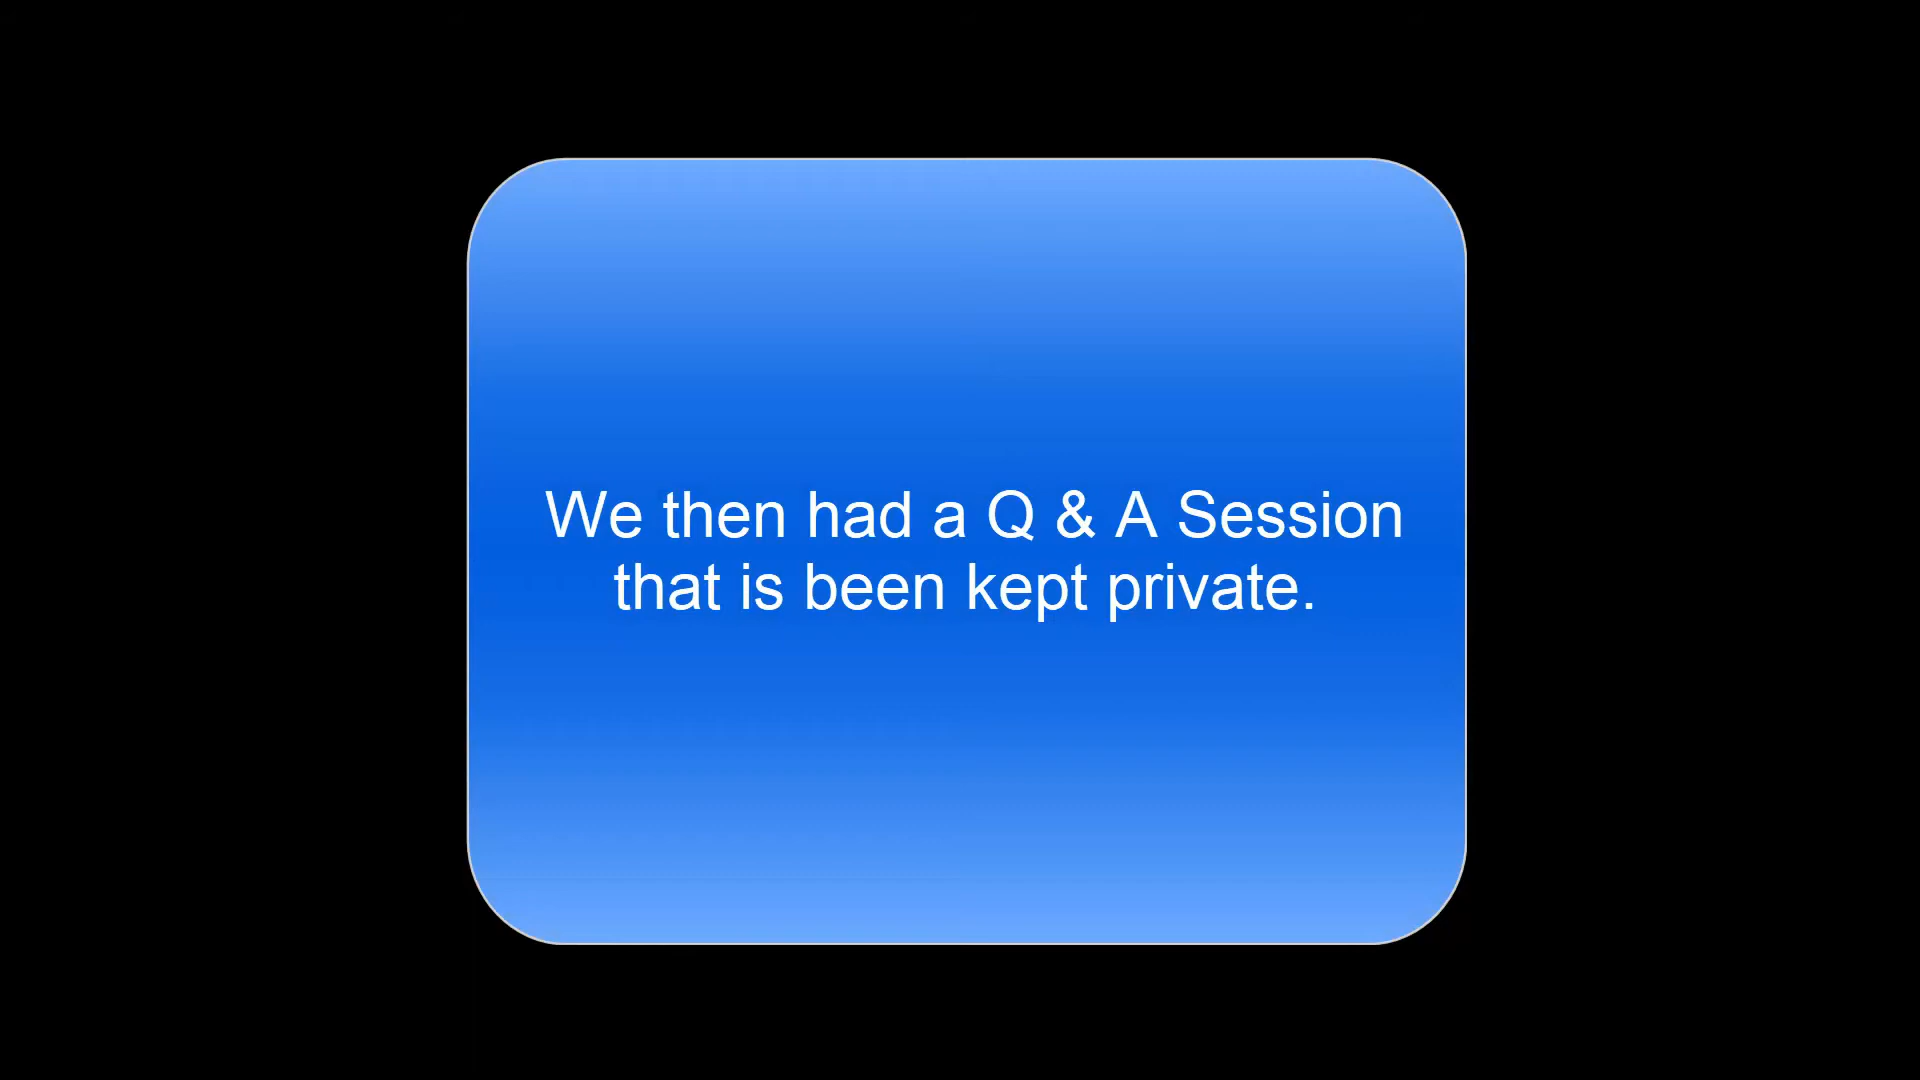 We then had a Q & A Session
that is been kept private.